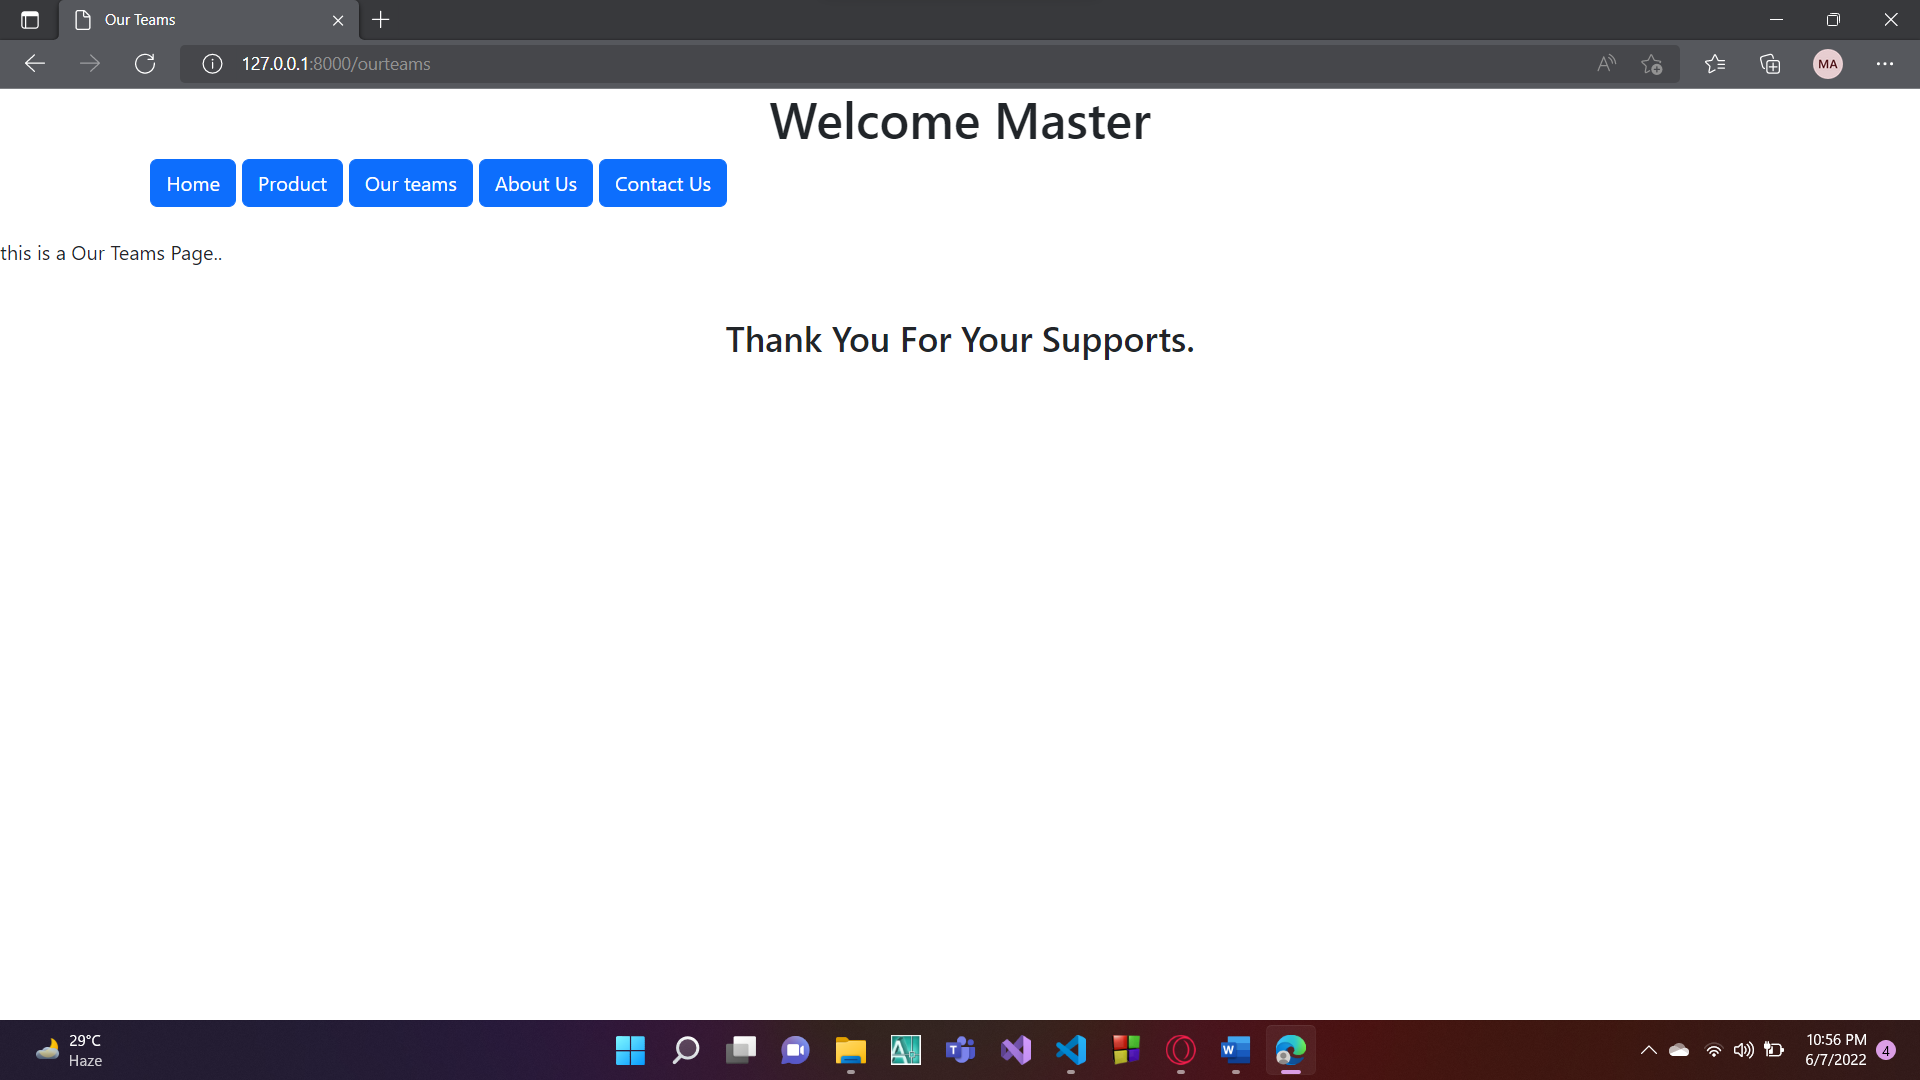 Our Teams
127.0.0.1:8000/ourteams
MA
Welcome Master
Home Product Our teams About Us Contact Us
this is a Our Teams Page..
Thank You For Your Supports.
29°C
Haze
10:56 PM
6/7/2022
4